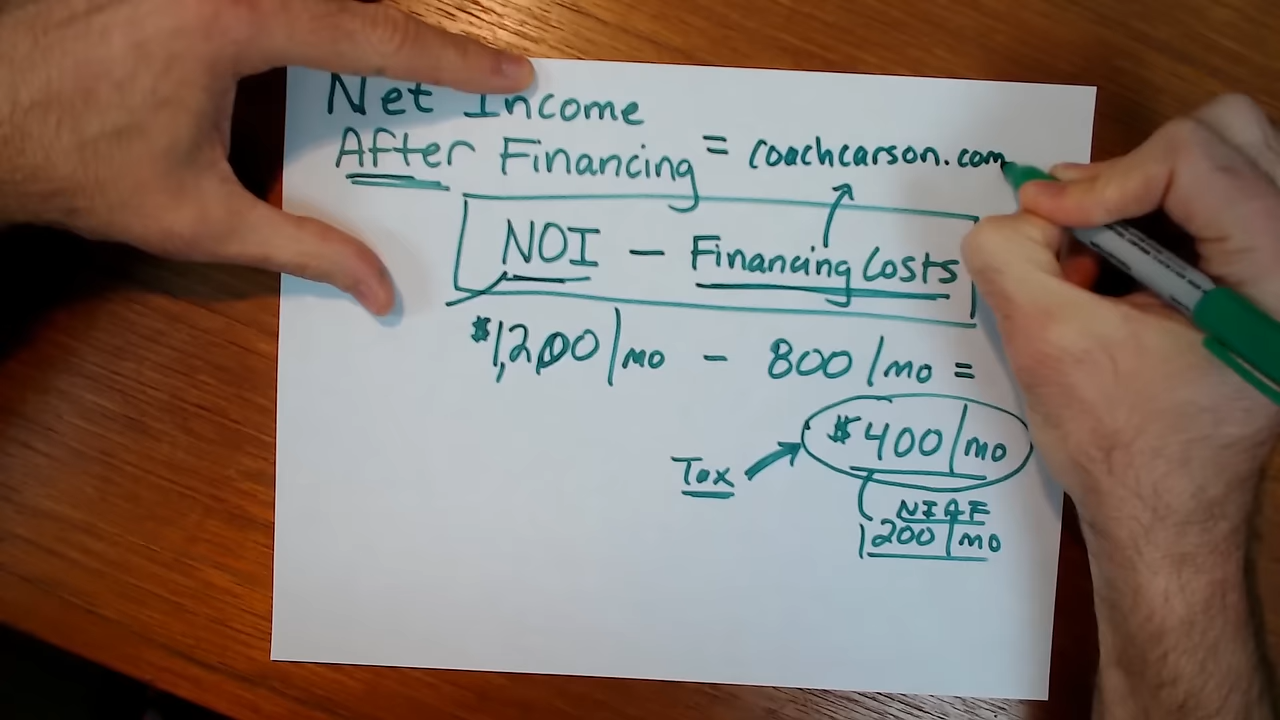 Net Income
After Financing = coachcarson.com
NOI - Financing Costs
$1,200/mo - 800/mo =
$400/mo
Tax
NIAF
200/mo